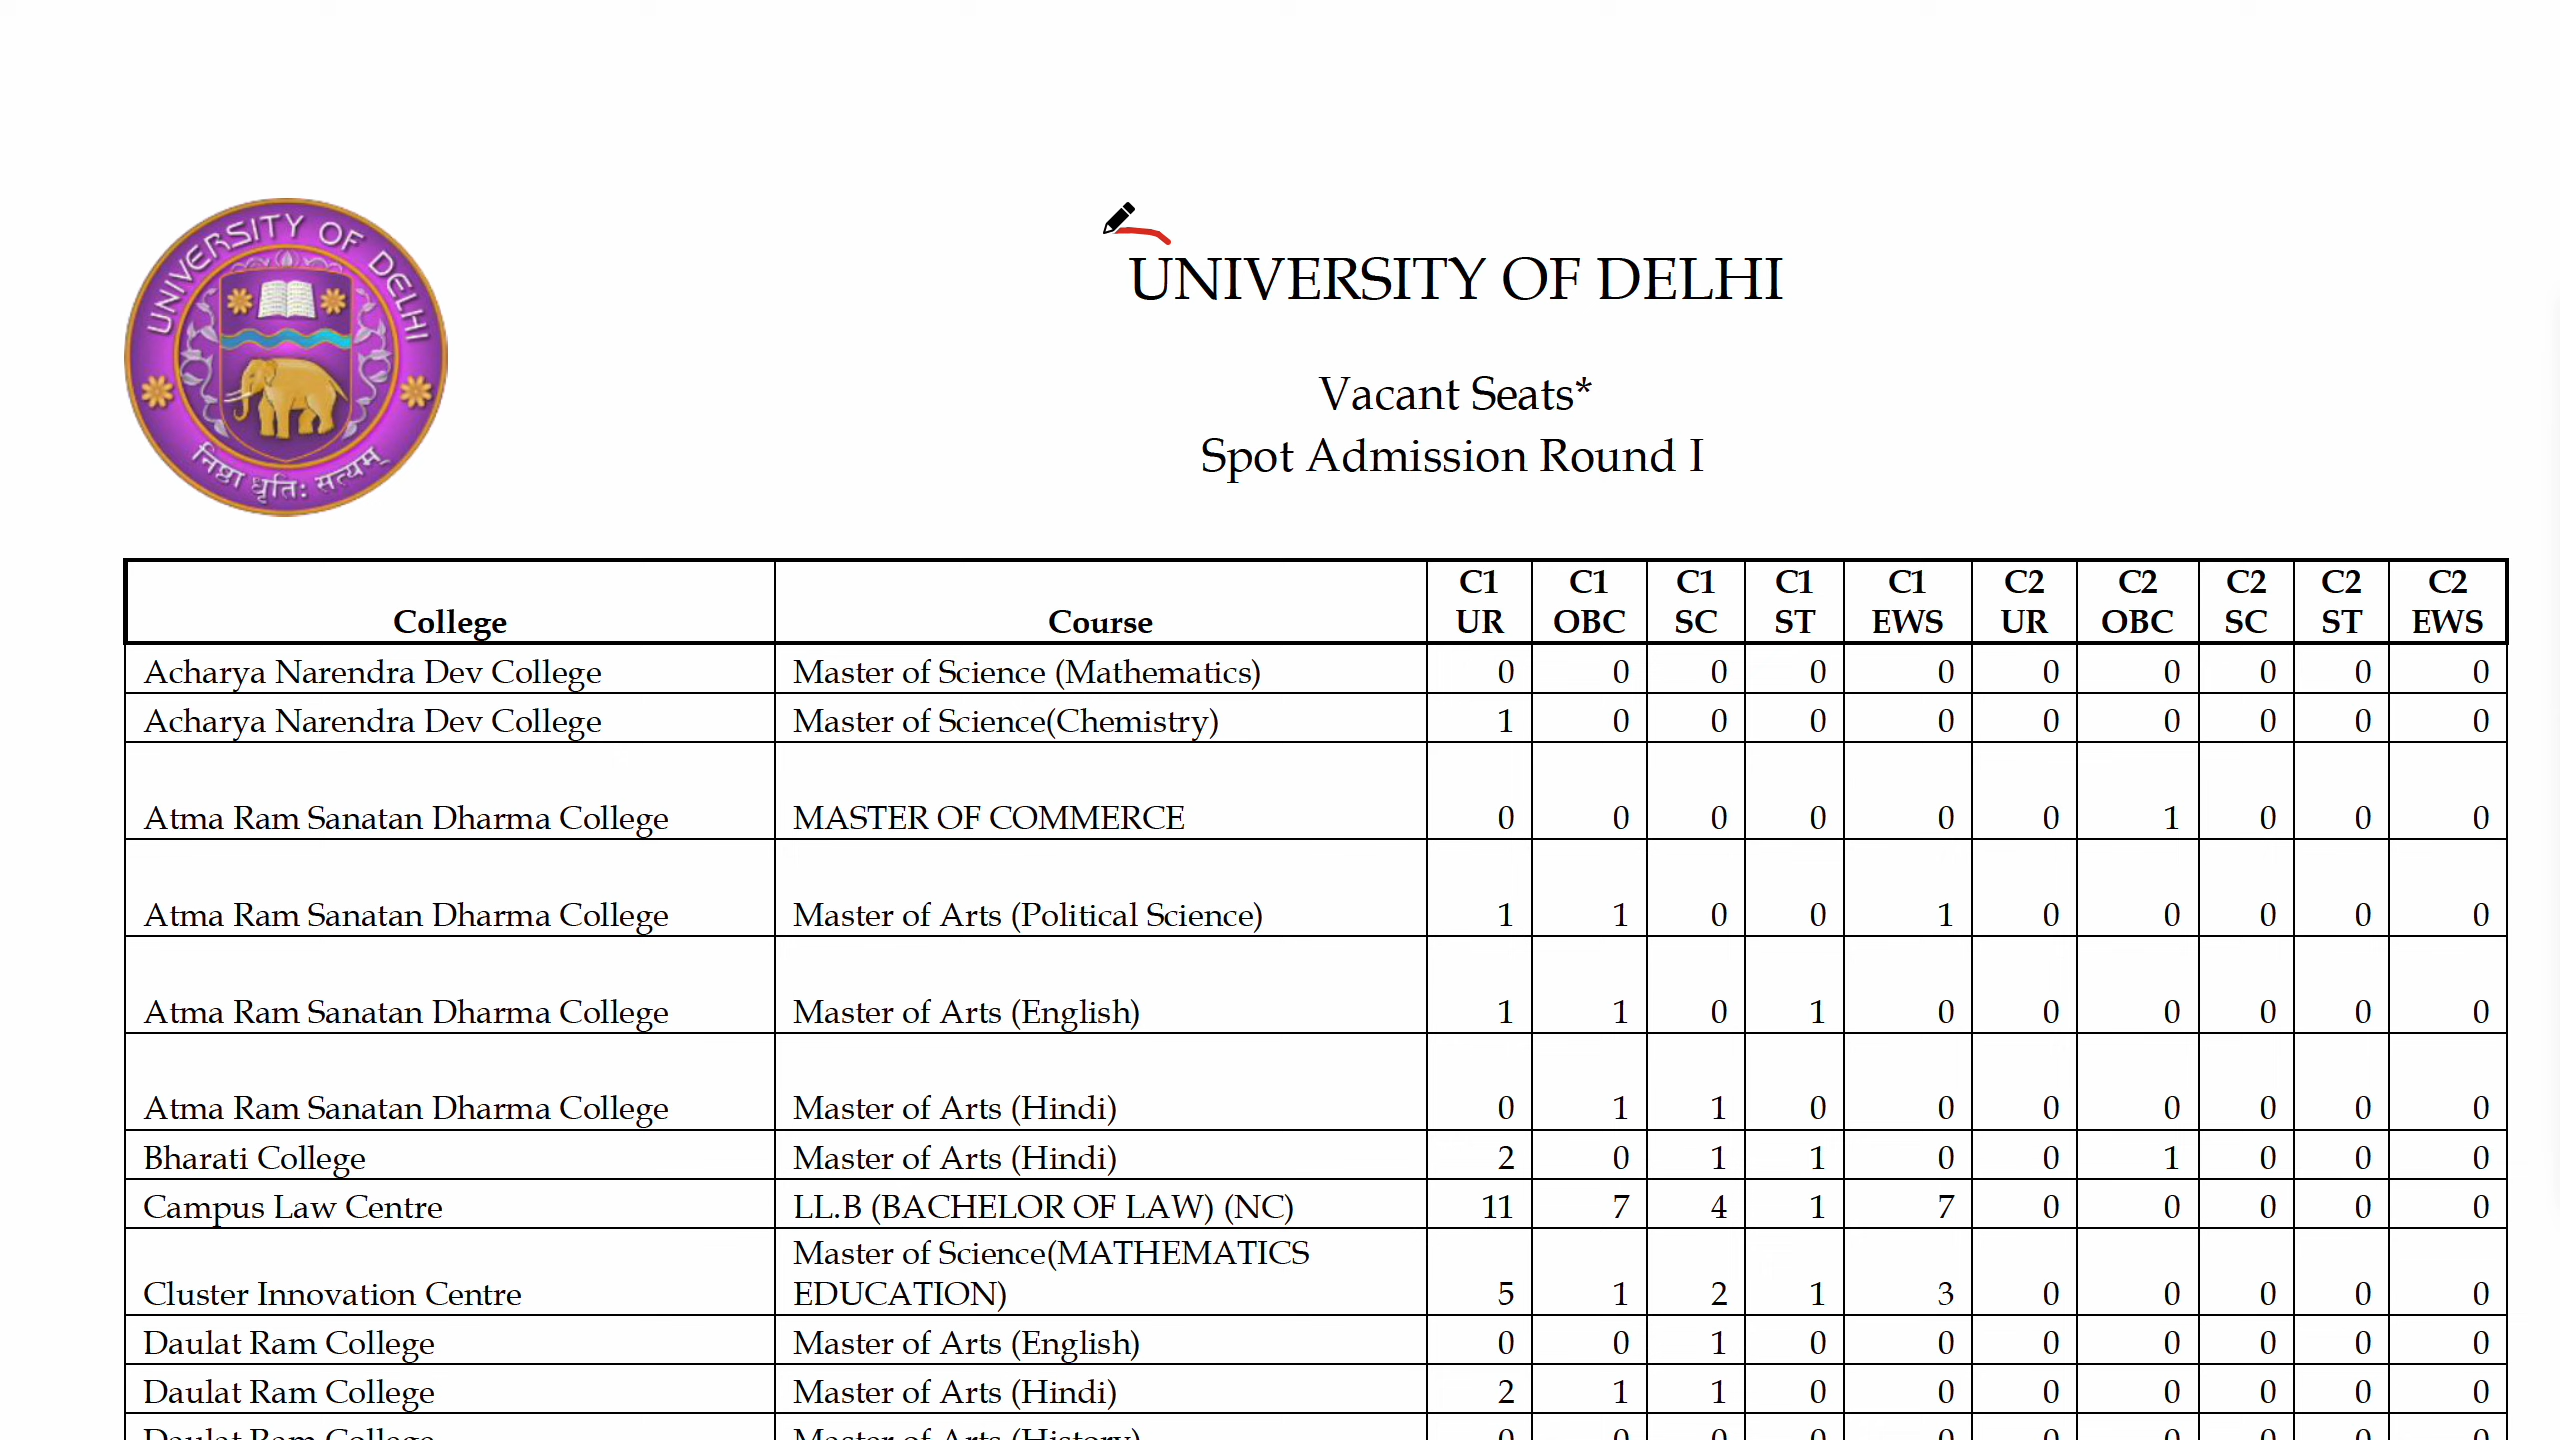 UNIVERSITY OF DELHI
निष्ठा धृति: सत्यम्
UNIVERSITY OF DELHI
Vacant Seats*
Spot Admission Round I
College Course C1 UR C1 OBC C1 SC C1 ST C1 EWS C2 UR C2 OBC C2 SC C2 ST C2 EWS
Acharya Narendra Dev College Master of Science (Mathematics) 0 0 0 0 0 0 0 0 0 0
Acharya Narendra Dev College Master of Science(Chemistry) 1 0 0 0 0 0 0 0 0 0
Atma Ram Sanatan Dharma College MASTER OF COMMERCE 0 0 0 0 0 0 1 0 0 0
Atma Ram Sanatan Dharma College Master of Arts (Political Science) 1 1 0 0 1 0 0 0 0 0
Atma Ram Sanatan Dharma College Master of Arts (English) 1 1 0 1 0 0 0 0 0 0
Atma Ram Sanatan Dharma College Master of Arts (Hindi) 0 1 1 0 0 0 0 0 0 0
Bharati College Master of Arts (Hindi) 2 0 1 1 0 0 1 0 0 0
Campus Law Centre LL.B (BACHELOR OF LAW) (NC) 11 7 4 1 7 0 0 0 0 0
Cluster Innovation Centre Master of Science(MATHEMATICS EDUCATION) 5 1 2 1 3 0 0 0 0 0
Daulat Ram College Master of Arts (English) 0 0 1 0 0 0 0 0 0 0
Daulat Ram College Master of Arts (Hindi) 2 1 1 0 0 0 0 0 0 0
Daulat Ram College Master of Arts (History)